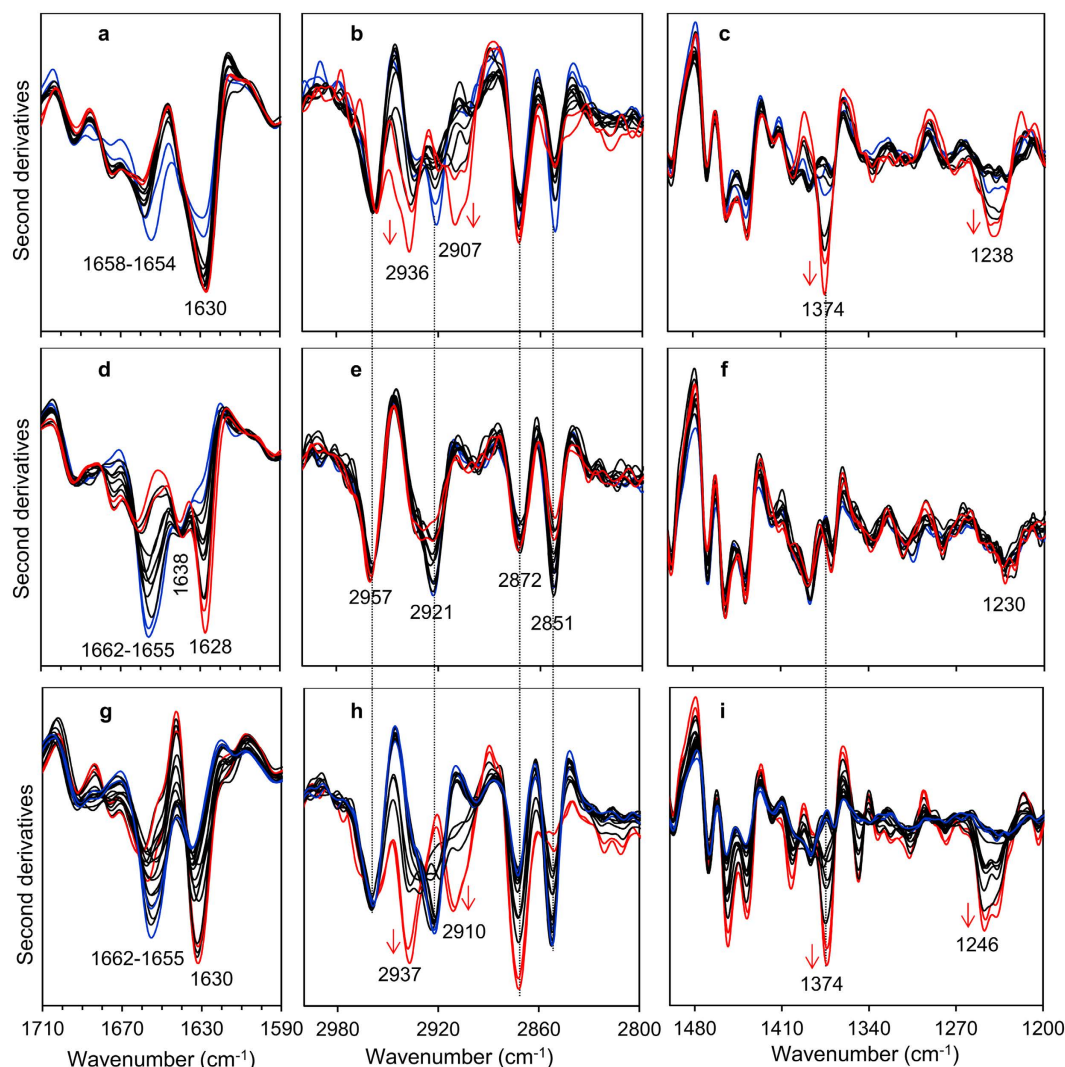 a
b
c
Second derivatives
1658-1654
1630
2936
2907
1374
1238
d
e
f
Second derivatives
1662-1655
1638
1628
2957
2921
2872
2851
1230
g
h
i
Second derivatives
1662-1655
1630
2937
2910
1374
1246
1710 1670 1630 1590
2980 2920 2860 2800
1480 1410 1340 1270 1200
Wavenumber (cm-1)
Wavenumber (cm-1)
Wavenumber (cm-1)